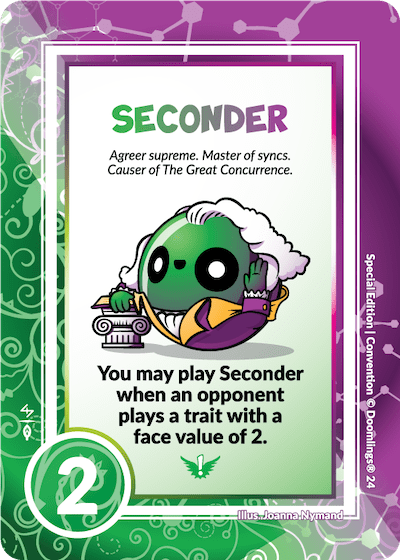 SECONDER
Agreer supreme. Master of syncs.
Causer of The Great Concurrence.
You may play Seconder
when an opponent
plays a trait with a
face value of 2.
!
2
Illus. Joanna Nymand
Special Edition | Convention © Doomlings® 24